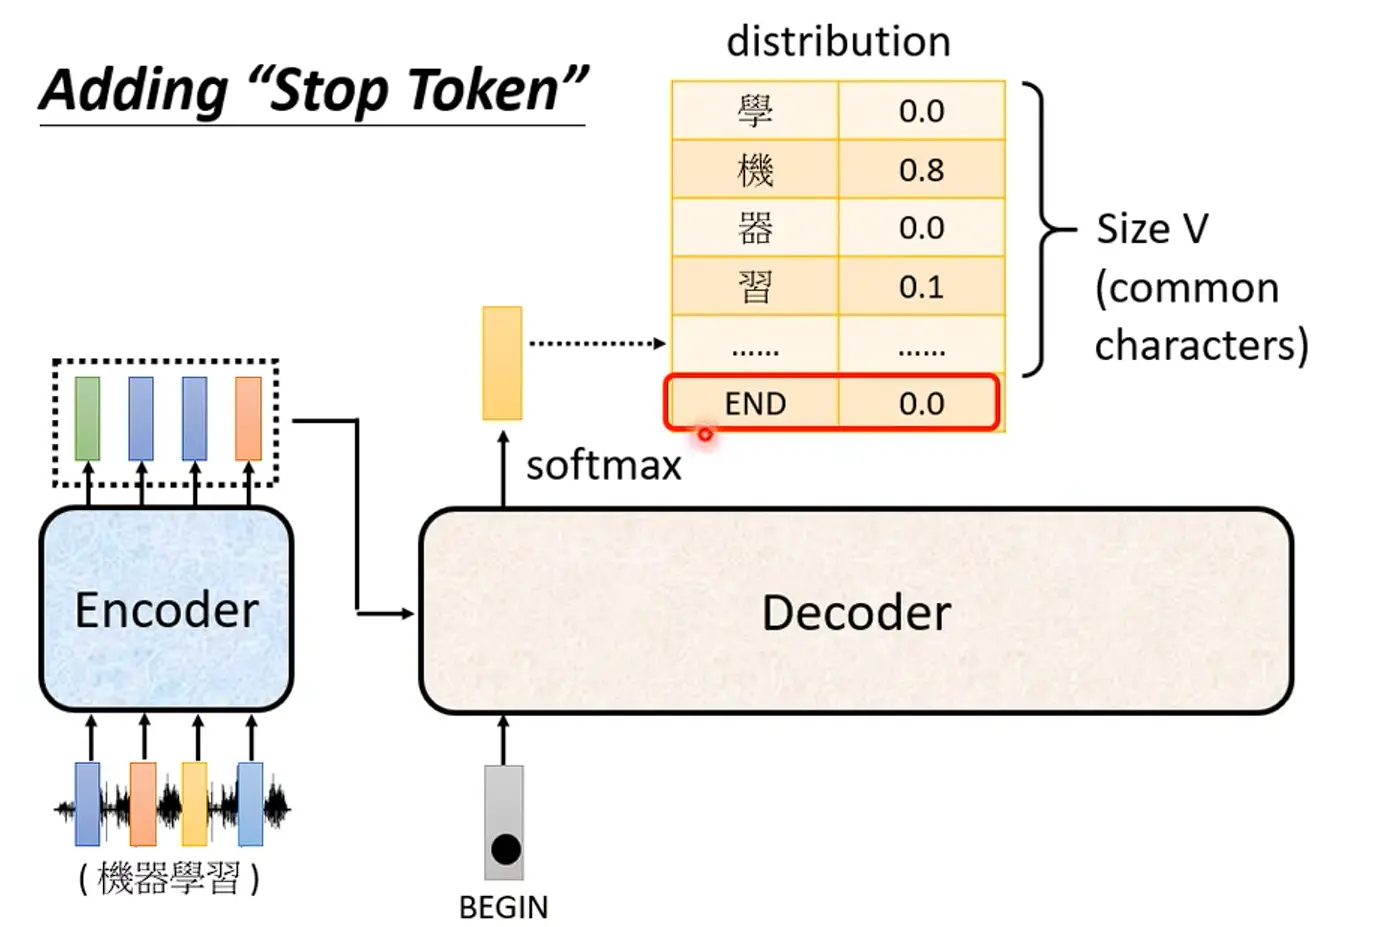 Adding “Stop Token”
distribution
學 0.0
機 0.8
器 0.0
習 0.1
...... ......
END 0.0
Size V
(common
characters)
softmax
Encoder
Decoder
( 機器學習 )
BEGIN